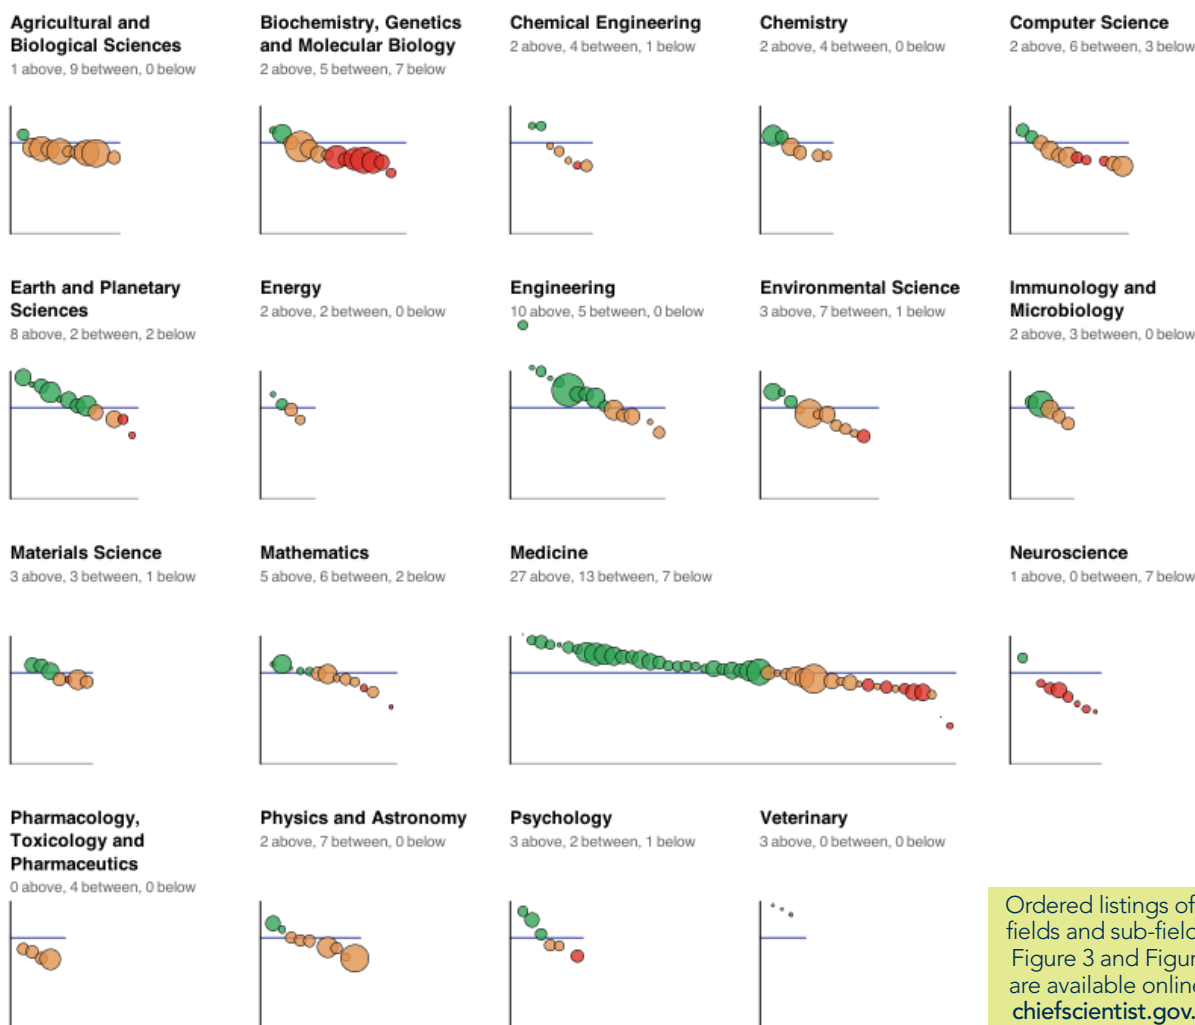 Agricultural and
Biological Sciences
1 above, 9 between, 0 below
Biochemistry, Genetics
and Molecular Biology
2 above, 5 between, 7 below
Chemical Engineering
2 above, 4 between, 1 below
Chemistry
2 above, 4 between, 0 below
Computer Science
2 above, 6 between, 3 below
Earth and Planetary
Sciences
8 above, 2 between, 2 below
Energy
2 above, 2 between, 0 below
Engineering
10 above, 5 between, 0 below
Environmental Science
3 above, 7 between, 1 below
Immunology and
Microbiology
2 above, 3 between, 0 below
Materials Science
3 above, 3 between, 1 below
Mathematics
5 above, 6 between, 2 below
Medicine
27 above, 13 between, 7 below
Neuroscience
1 above, 0 between, 7 below
Pharmacology,
Toxicology and
Pharmaceutics
0 above, 4 between, 0 below
Physics and Astronomy
2 above, 7 between, 0 below
Psychology
3 above, 2 between, 1 below
Veterinary
3 above, 0 between, 0 below
Ordered listings of
fields and sub-field
Figure 3 and Figur
are available online
chiefscientist.gov.